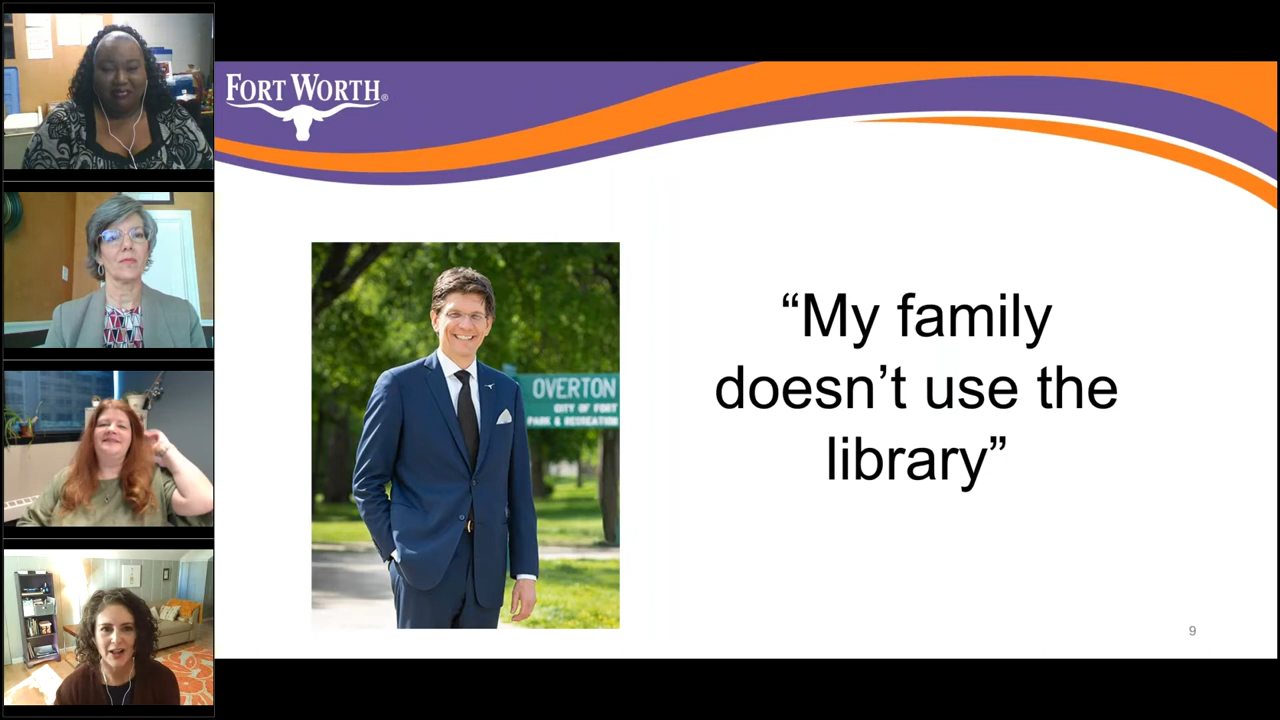 FORT WORTH®
OVERTON
CITY OF FORT
PARK & RECREATION
“My family
doesn’t use the
library”
9